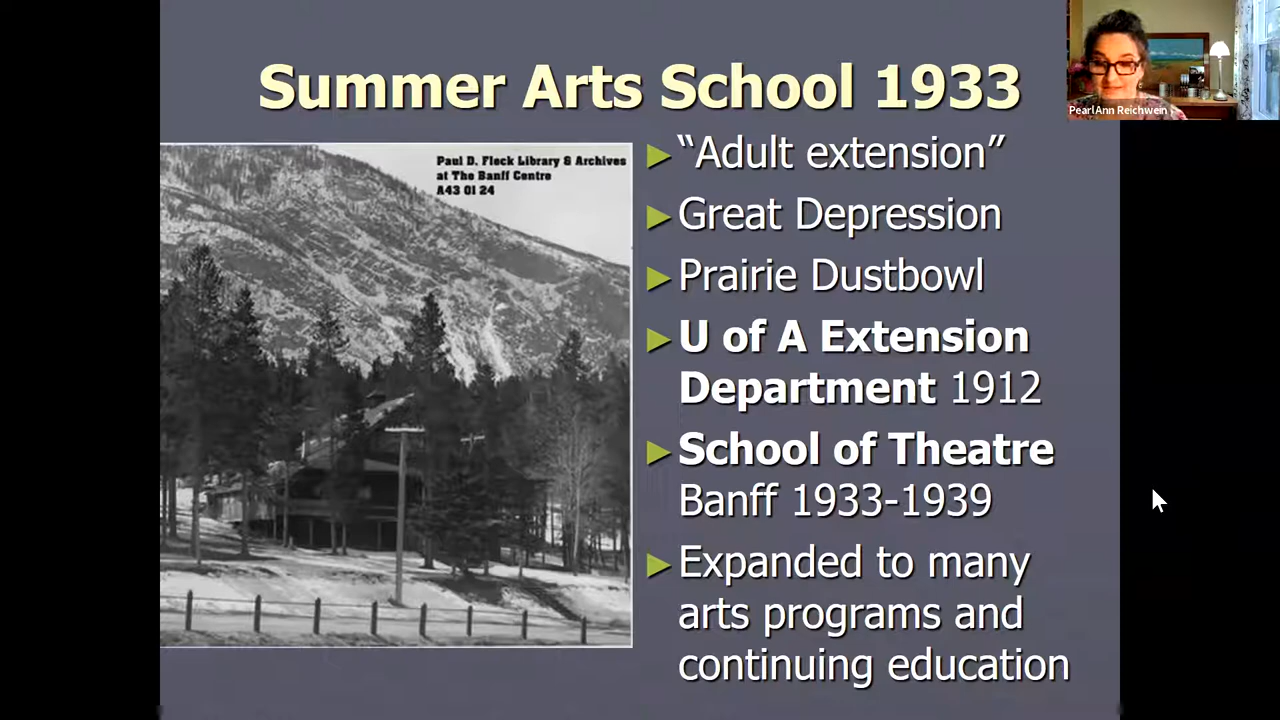 Summer Arts School 1933
PearlAnn Reichwein
Paul D. Fleck Library & Archives
at The Banff Centre
A43 01 24
► “Adult extension”
► Great Depression
► Prairie Dustbowl
► U of A Extension
Department 1912
► School of Theatre
Banff 1933-1939
► Expanded to many
arts programs and
continuing education